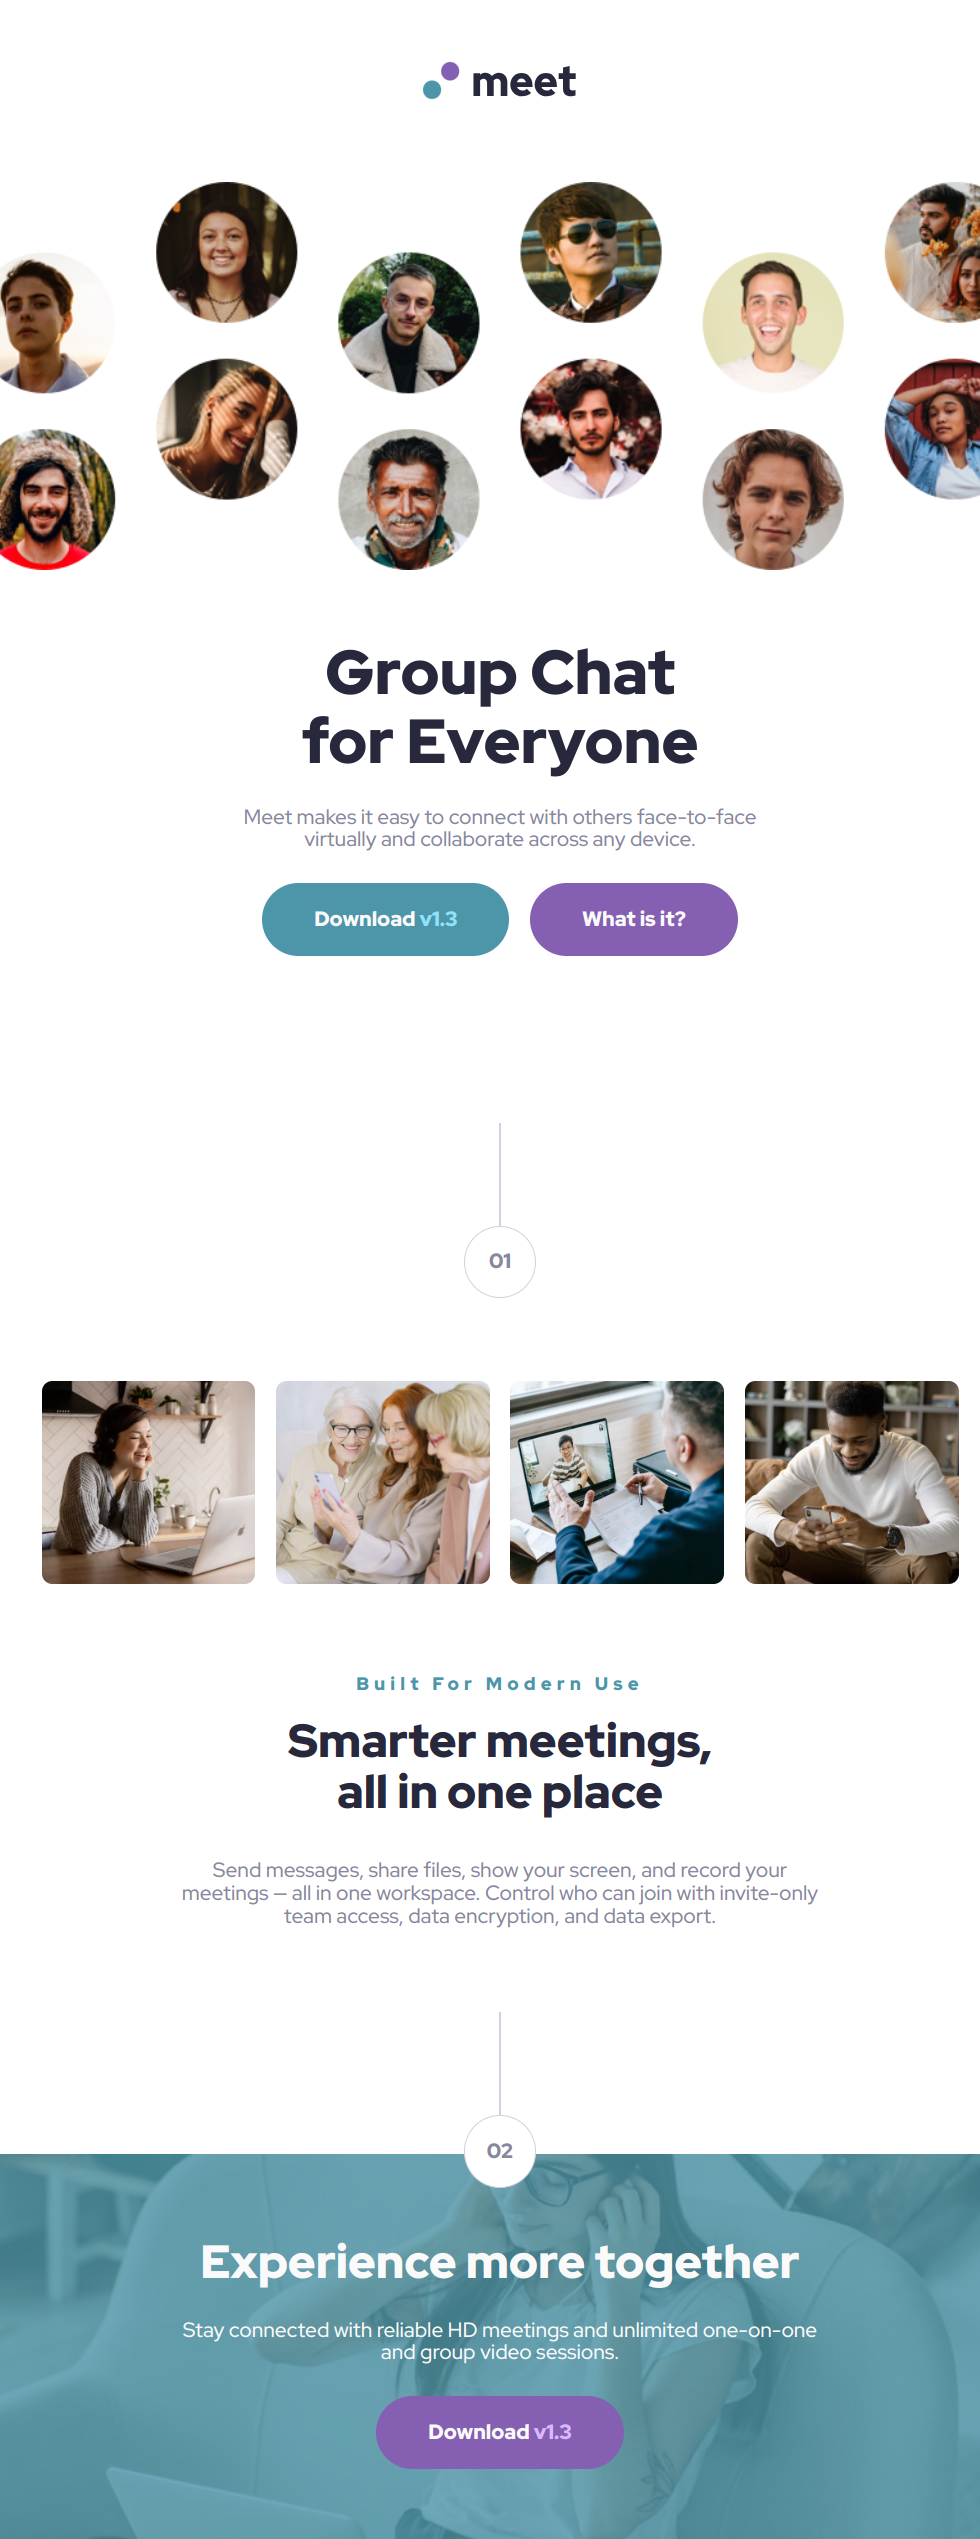 meet
Group Chat
for Everyone
Meet makes it easy to connect with others face-to-face
virtually and collaborate across any device.
Download v1.3
What is it?
01
Built For Modern Use
Smarter meetings,
all in one place
Send messages, share files, show your screen, and record your
meetings — all in one workspace. Control who can join with invite-only
team access, data encryption, and data export.
02
Experience more together
Stay connected with reliable HD meetings and unlimited one-on-one
and group video sessions.
Download v1.3